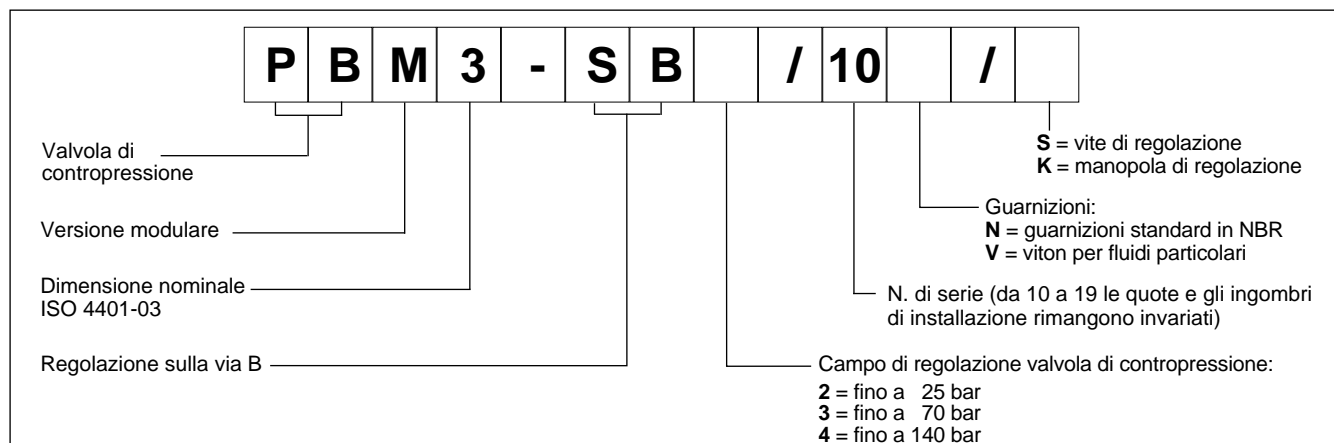 P B M 3 - S B / 10 /
Valvola di
contropressione
Versione modulare
Dimensione nominale
ISO 4401-03
Regolazione sulla via B
S = vite di regolazione
K = manopola di regolazione
Guarnizioni:
N = guarnizioni standard in NBR
V = viton per fluidi particolari
N. di serie (da 10 a 19 le quote e gli ingombri
di installazione rimangono invariati)
Campo di regolazione valvola di contropressione:
2 = fino a 25 bar
3 = fino a 70 bar
4 = fino a 140 bar